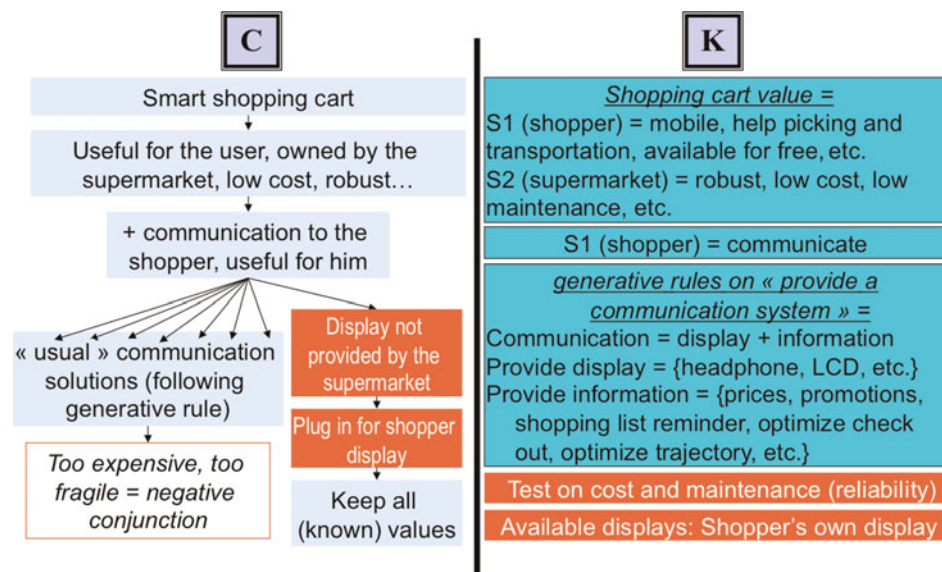 C
Smart shopping cart
Useful for the user, owned by the
supermarket, low cost, robust…
+ communication to the
shopper, useful for him
« usual » communication
solutions (following
generative rule)
Too expensive, too
fragile = negative
conjunction
Display not
provided by the
supermarket
Plug in for shopper
display
Keep all
(known) values
K
Shopping cart value =
S1 (shopper) = mobile, help picking and
transportation, available for free, etc.
S2 (supermarket) = robust, low cost, low
maintenance, etc.
S1 (shopper) = communicate
generative rules on « provide a
communication system » =
Communication = display + information
Provide display = {headphone, LCD, etc.}
Provide information = {prices, promotions,
shopping list reminder, optimize check
out, optimize trajectory, etc.}
Test on cost and maintenance (reliability)
Available displays: Shopper's own display